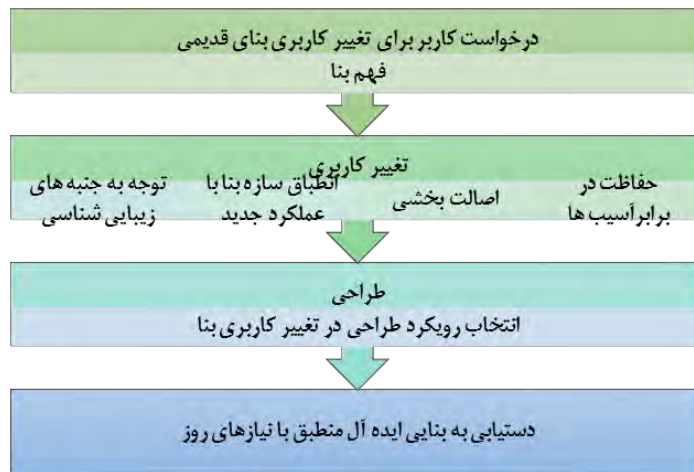 درخواست کاربر برای تغییر کاربری بنای قدیمی
فهم بنا
تغییر کاربری
حفاظت در
برابرآسیب ها
اصالت بخشی
انطباق سازه بنا با
عملکرد جدید
توجه به جنبه های
زیبایی شناسی
طراحی
انتخاب رویکرد طراحی در تغییر کاربری بنا
دستیابی به بنایی ایده آل منطبق با نیازهای روز